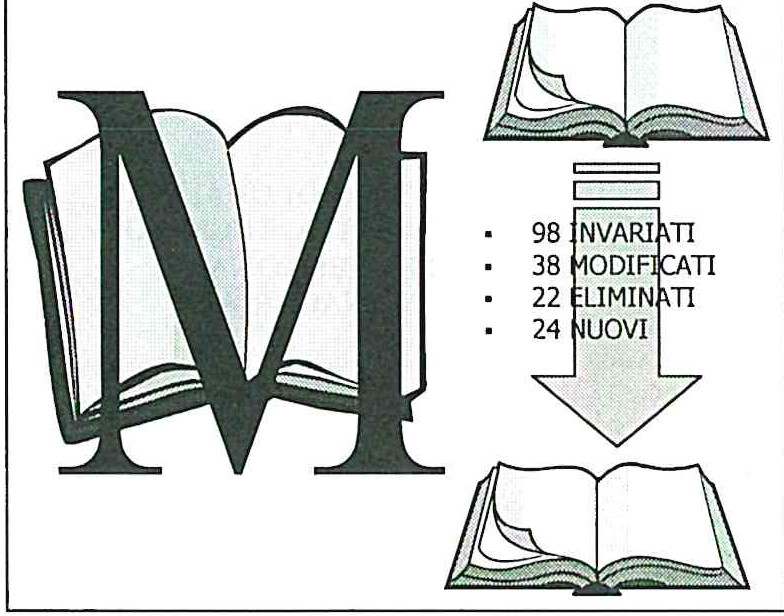 M
▪ 98 INVARIATI
▪ 38 MODIFICATI
▪ 22 ELIMINATI
▪ 24 NUOVI